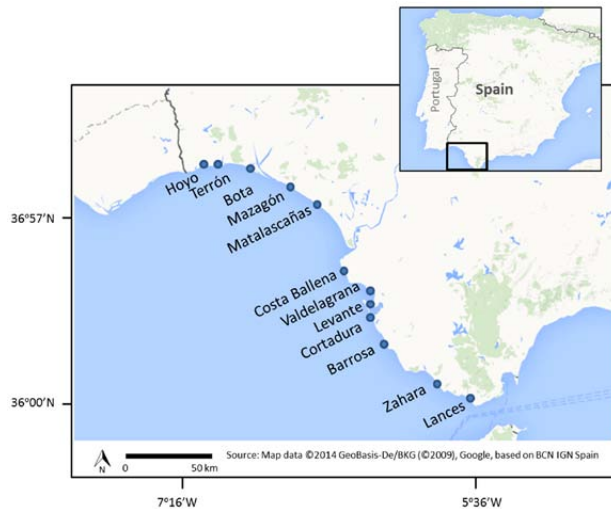 Portugal
Spain
Hoyo
Terrón
Bota
Mazagón
Matalascañas
36°57'N
Costa Ballena
Valdelagrana
Levante
Cortadura
Barrosa
Zahara
Lances
36°00'N
N
0 50 km
Source: Map data ©2014 GeoBasis-De/BKG (©2009), Google, based on BCN IGN Spain
7°16'W
5°36'W